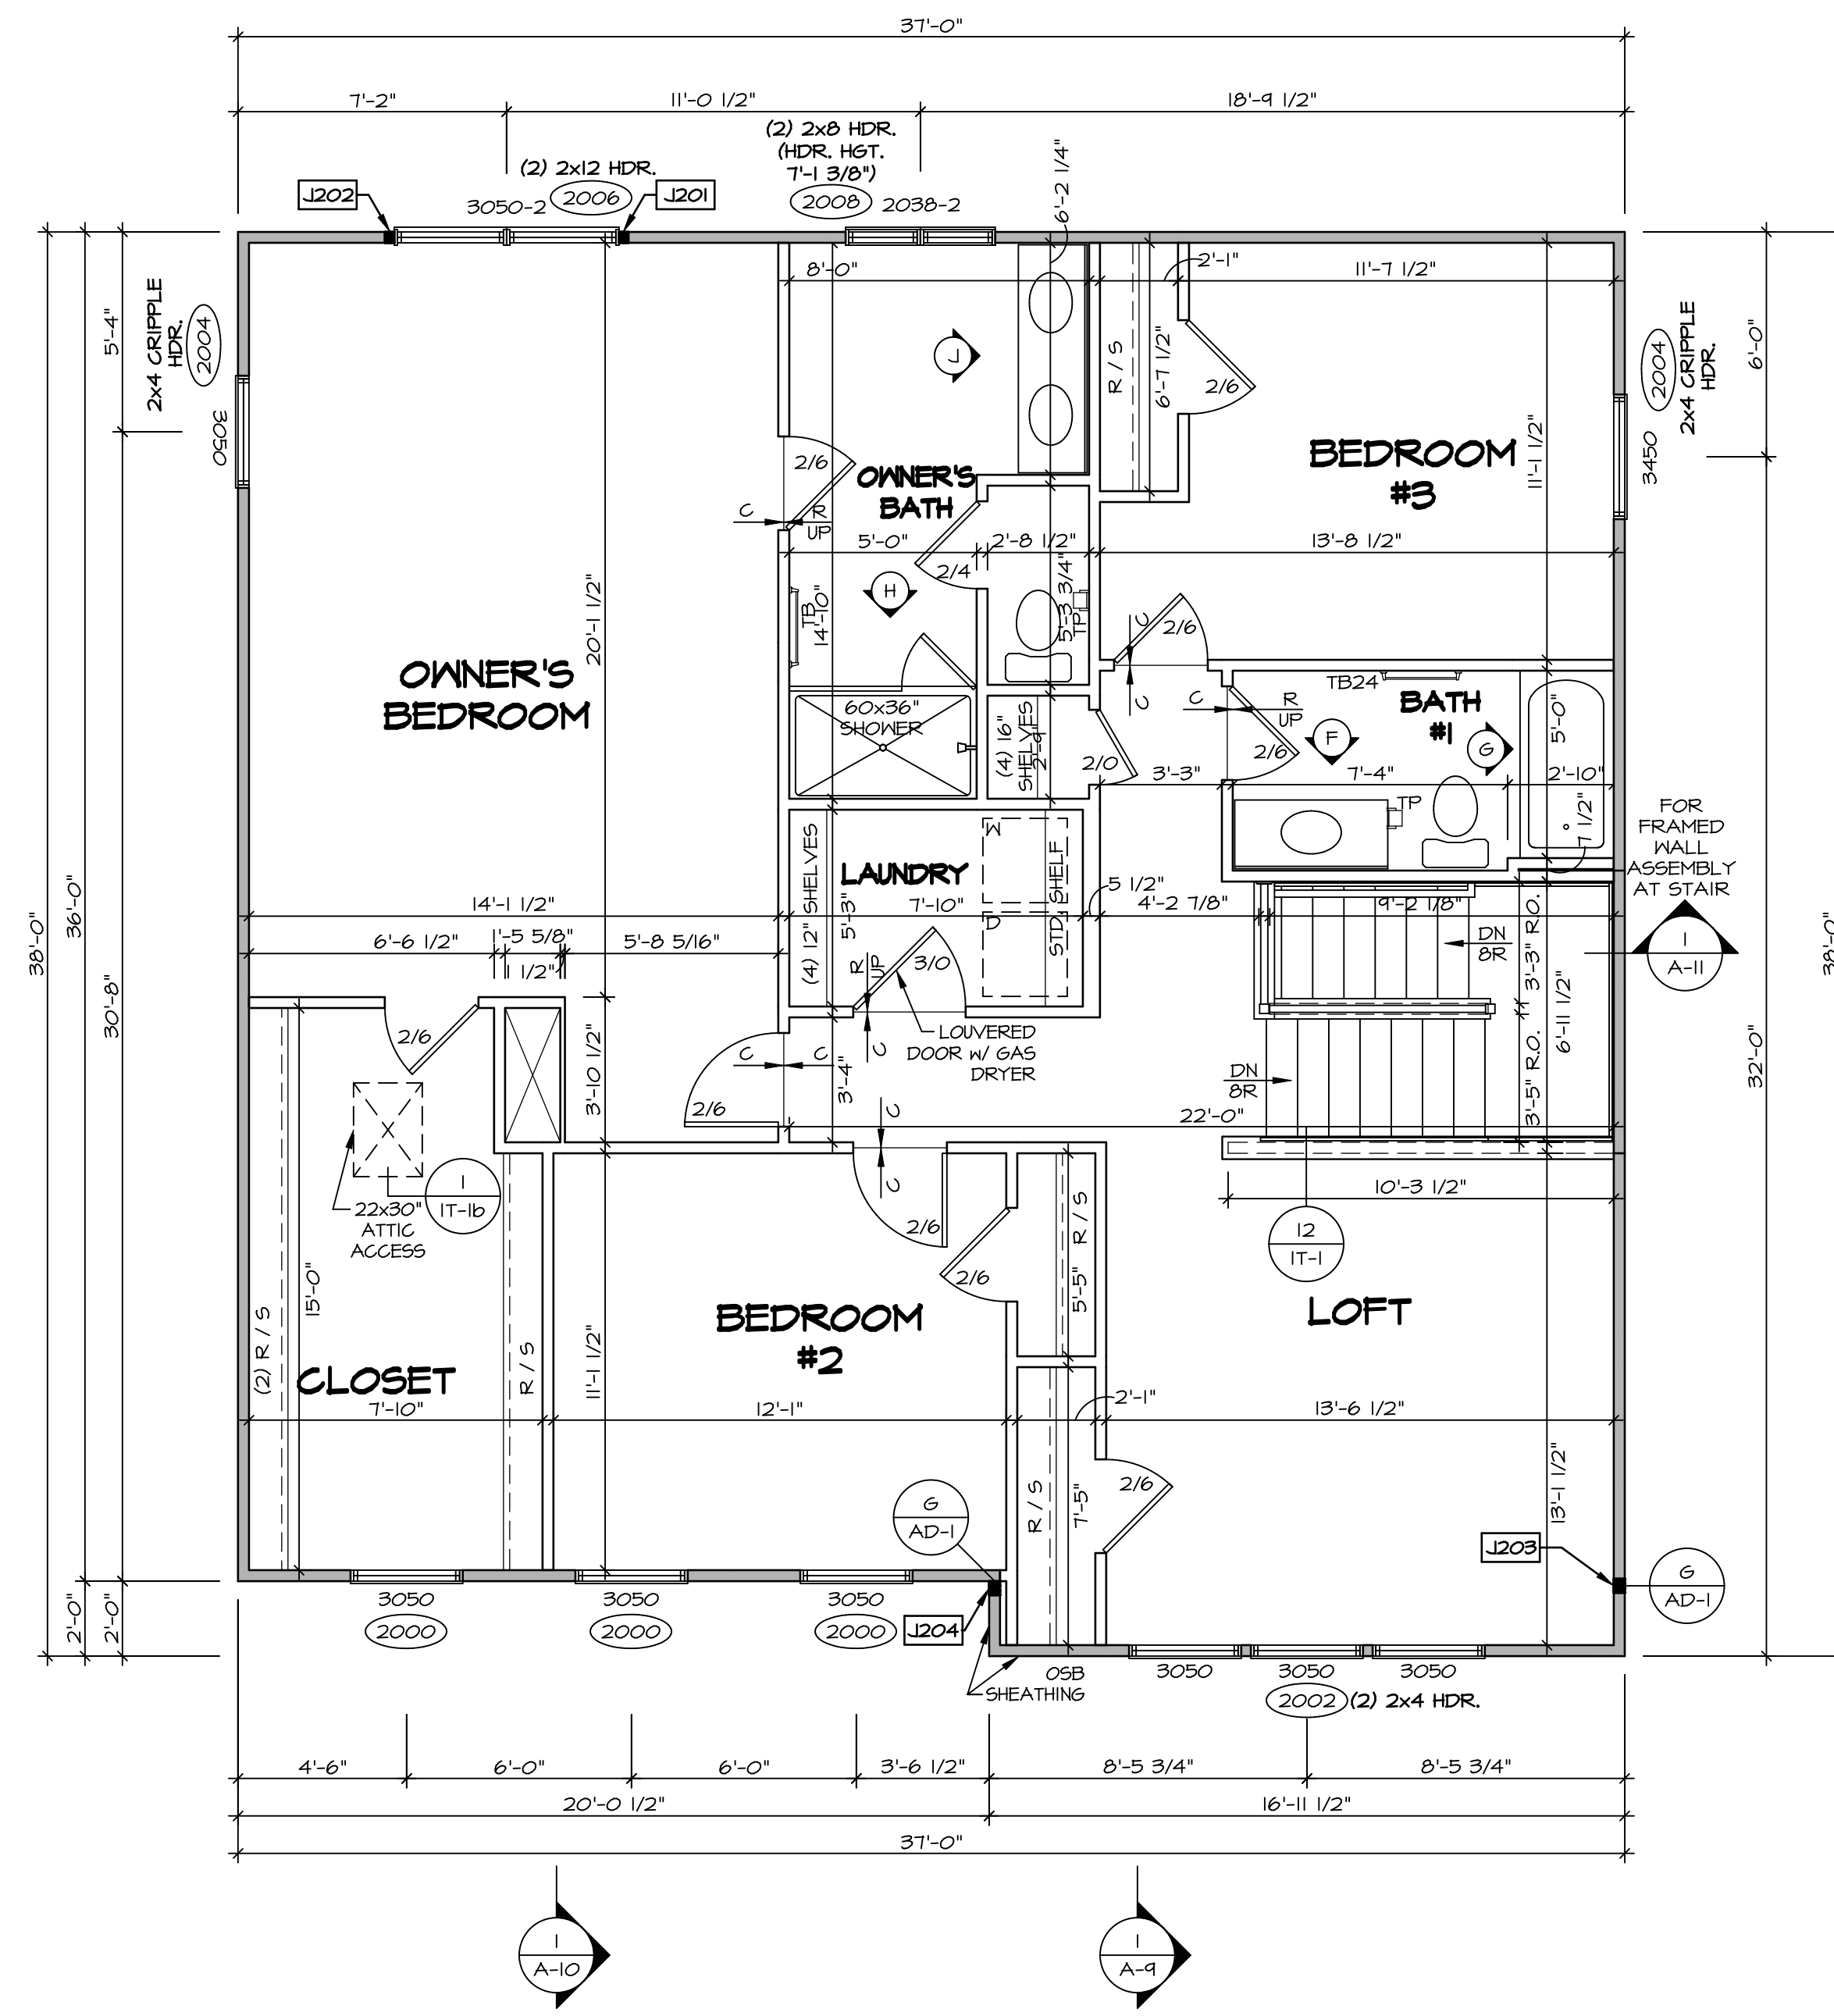 37'-0"
7'-2"
11'-0 1/2"
18'-9 1/2"
(2) 2x8 HDR.
(HDR. HGT.
7'-1 3/8")
(2) 2x12 HDR.
J202
3050-2
2006
J201
2008
2038-2
6'-2 1/4"
8'-0"
2'-1"
11'-7 1/2"
5'-4"
2x4 CRIPPLE
HDR.
2004
3050
J
R / S
6'-7 1/2"
2/6
2004
2x4 CRIPPLE
HDR.
3450
6'-0"
BEDROOM
#3
11'-1 1/2"
2/6
OWNER'S
BATH
C
R
UP
5'-0"
2'-8 1/2"
13'-8 1/2"
2/4
H
TB
14'-10"
5'-3 3/4"
TP
C
2/6
C
20'-1 1/2"
OWNER'S
BEDROOM
60x36"
SHOWER
(4) 16"
SHELVES
2'-9"
2/0
C
R
UP
2/6
TB24
BATH
#1
F
G
5'-0"
3'-3"
7'-4"
2'-10"
TP
7 1/2"
FOR
FRAMED
WALL
ASSEMBLY
AT STAIR
1
A-11
(4) 12" SHELVES
LAUNDRY
W
D
STD. SHELF
5'-3"
7'-10"
5 1/2"
4'-2 7/8"
9'-2 1/8"
14'-1 1/2"
6'-6 1/2"
1'-5 5/8"
1 1/2"
5'-8 5/16"
R
UP
3/0
C
DN
8R
3'-3" R.O.
6'-11 1/2"
3'-5" R.O.
DN
8R
LOUVERED
DOOR W/ GAS
DRYER
38'-0"
36'-0"
30'-8"
38'-0"
32'-0"
2/6
3'-10 1/2"
C
C
2/6
3'-4"
C
C
22'-0"
10'-3 1/2"
22x30"
ATTIC
ACCESS
1
IT-1b
2/6
2/6
R / S
5'-5"
12
IT-1
LOFT
15'-0"
(2) R / S
CLOSET
R / S
11'-1 1/2"
BEDROOM
#2
7'-10"
12'-1"
2'-1"
13'-6 1/2"
2/6
R / S
7'-5"
13'-1 1/2"
G
AD-1
J203
G
AD-1
3050
3050
3050
2000
2000
2000
J204
2'-0"
2'-0"
OSB
SHEATHING
3050
3050
3050
2002
(2) 2x4 HDR.
4'-6"
6'-0"
6'-0"
3'-6 1/2"
8'-5 3/4"
8'-5 3/4"
20'-0 1/2"
16'-11 1/2"
37'-0"
1
A-10
1
A-9